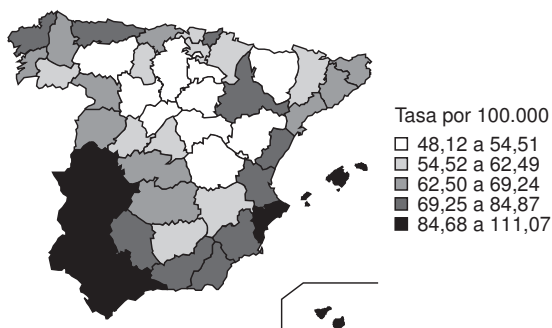 Tasa por 100.000
48,12 a 54,51
54,52 a 62,49
62,50 a 69,24
69,25 a 84,87
84,68 a 111,07